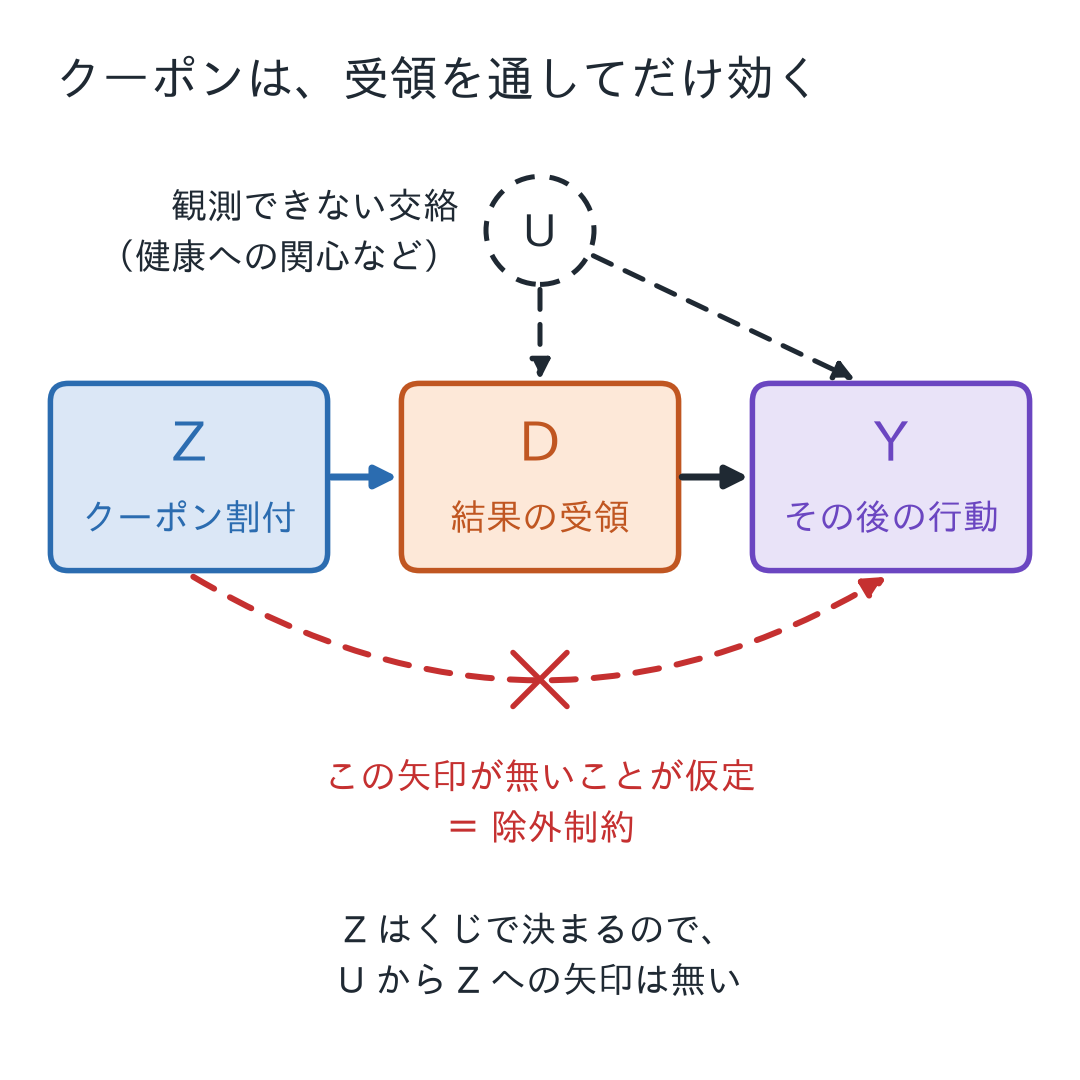 クーポンは、受領を通してだけ効く
観測できない交絡
（健康への関心など）
U
Z
クーポン割付
D
結果の受領
Y
その後の行動
この矢印が無いことが仮定
＝ 除外制約
Z はくじで決まるので、
U から Z への矢印は無い